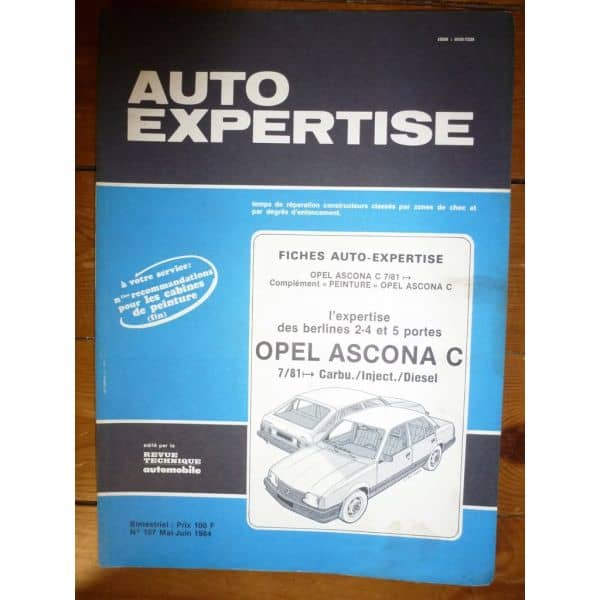 AUTO
EXPERTISE
temps de réparation constructeurs classés par zones de choc et
par degrés d'enfoncement.
à votre service:
nlles recommandations
pour les cabines
de peinture
(fin)
FICHES AUTO-EXPERTISE
OPEL ASCONA C 7/81 ↦
Complément « PEINTURE » OPEL ASCONA C
l'expertise
des berlines 2-4 et 5 portes
OPEL ASCONA C
7/81 ↦ Carbu./Inject./Diesel
édité par la
REVUE
TECHNIQUE
automobile
Bimestriel : Prix 100 F
N° 107 Mai-Juin 1984